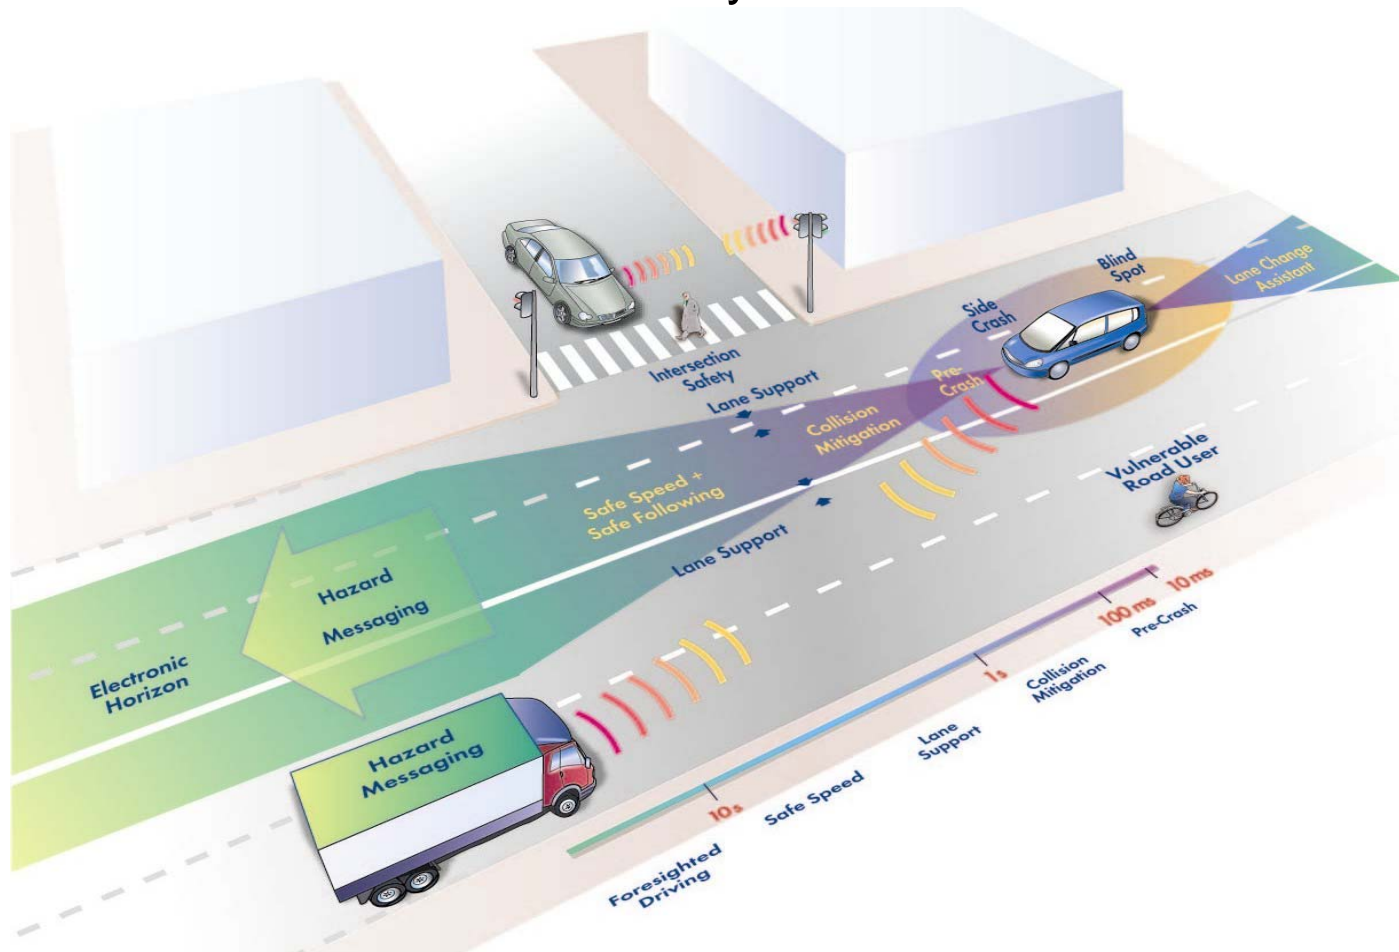 Blind
Spot
Lane Change
Assistant
Side
Crash
Pre-
Crash
Intersection
Safety
Lane Support
Collision
Mitigation
Vulnerable
Road User
Safe Speed +
Safe Following
Lane Support
Hazard
Messaging
Electronic
Horizon
Hazard
Messaging
10 ms
100 ms
Pre-Crash
1s
Collision
Mitigation
Lane
Support
10s
Safe Speed
Foresighted
Driving